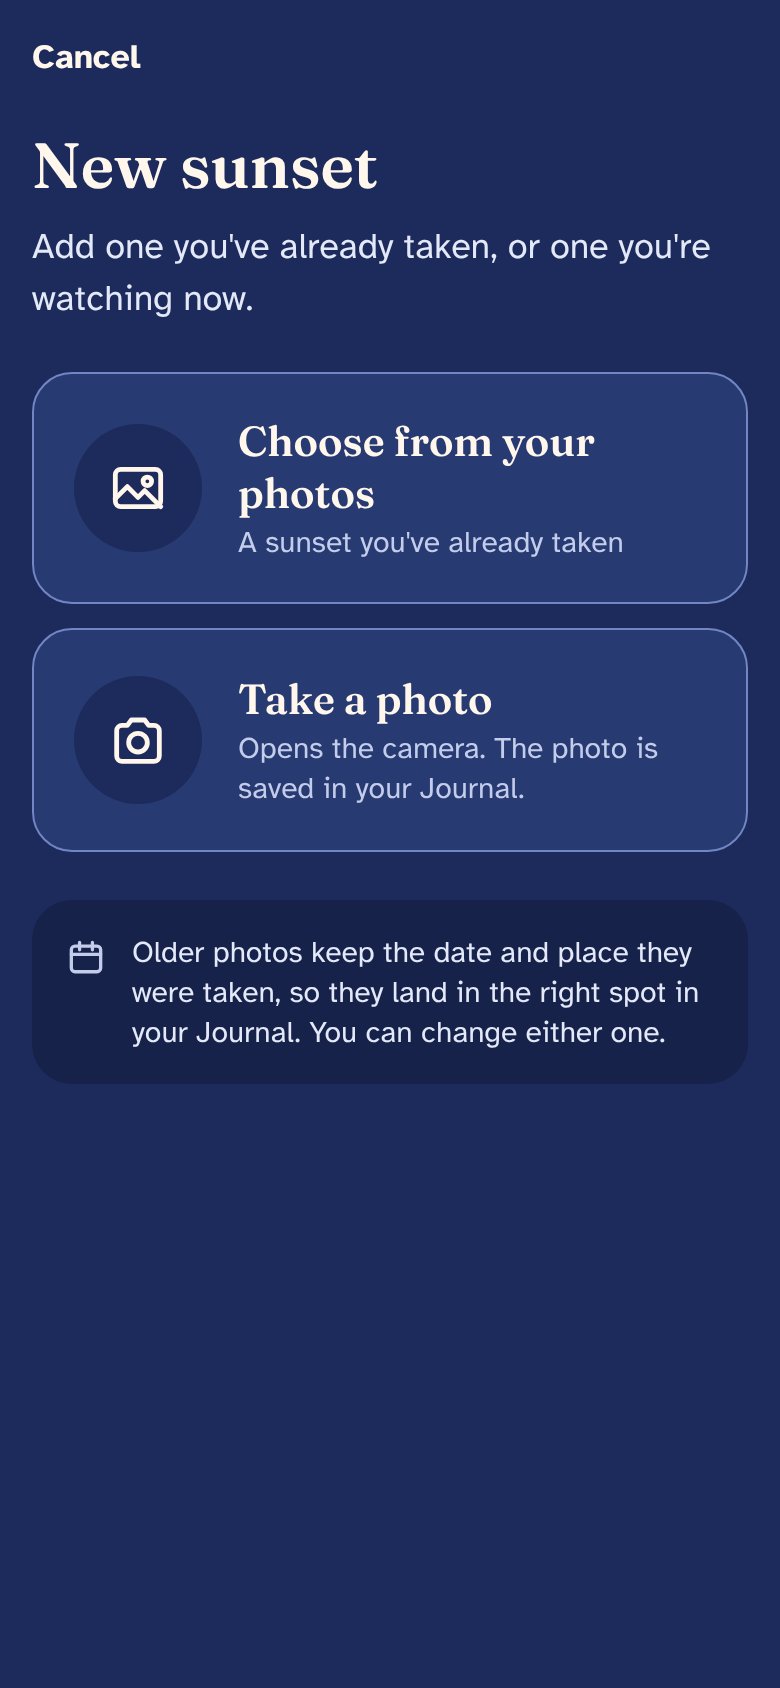 Cancel
New sunset
Add one you've already taken, or one you're
watching now.
Choose from your
photos
A sunset you've already taken
Take a photo
Opens the camera. The photo is
saved in your Journal.
Older photos keep the date and place they
were taken, so they land in the right spot in
your Journal. You can change either one.